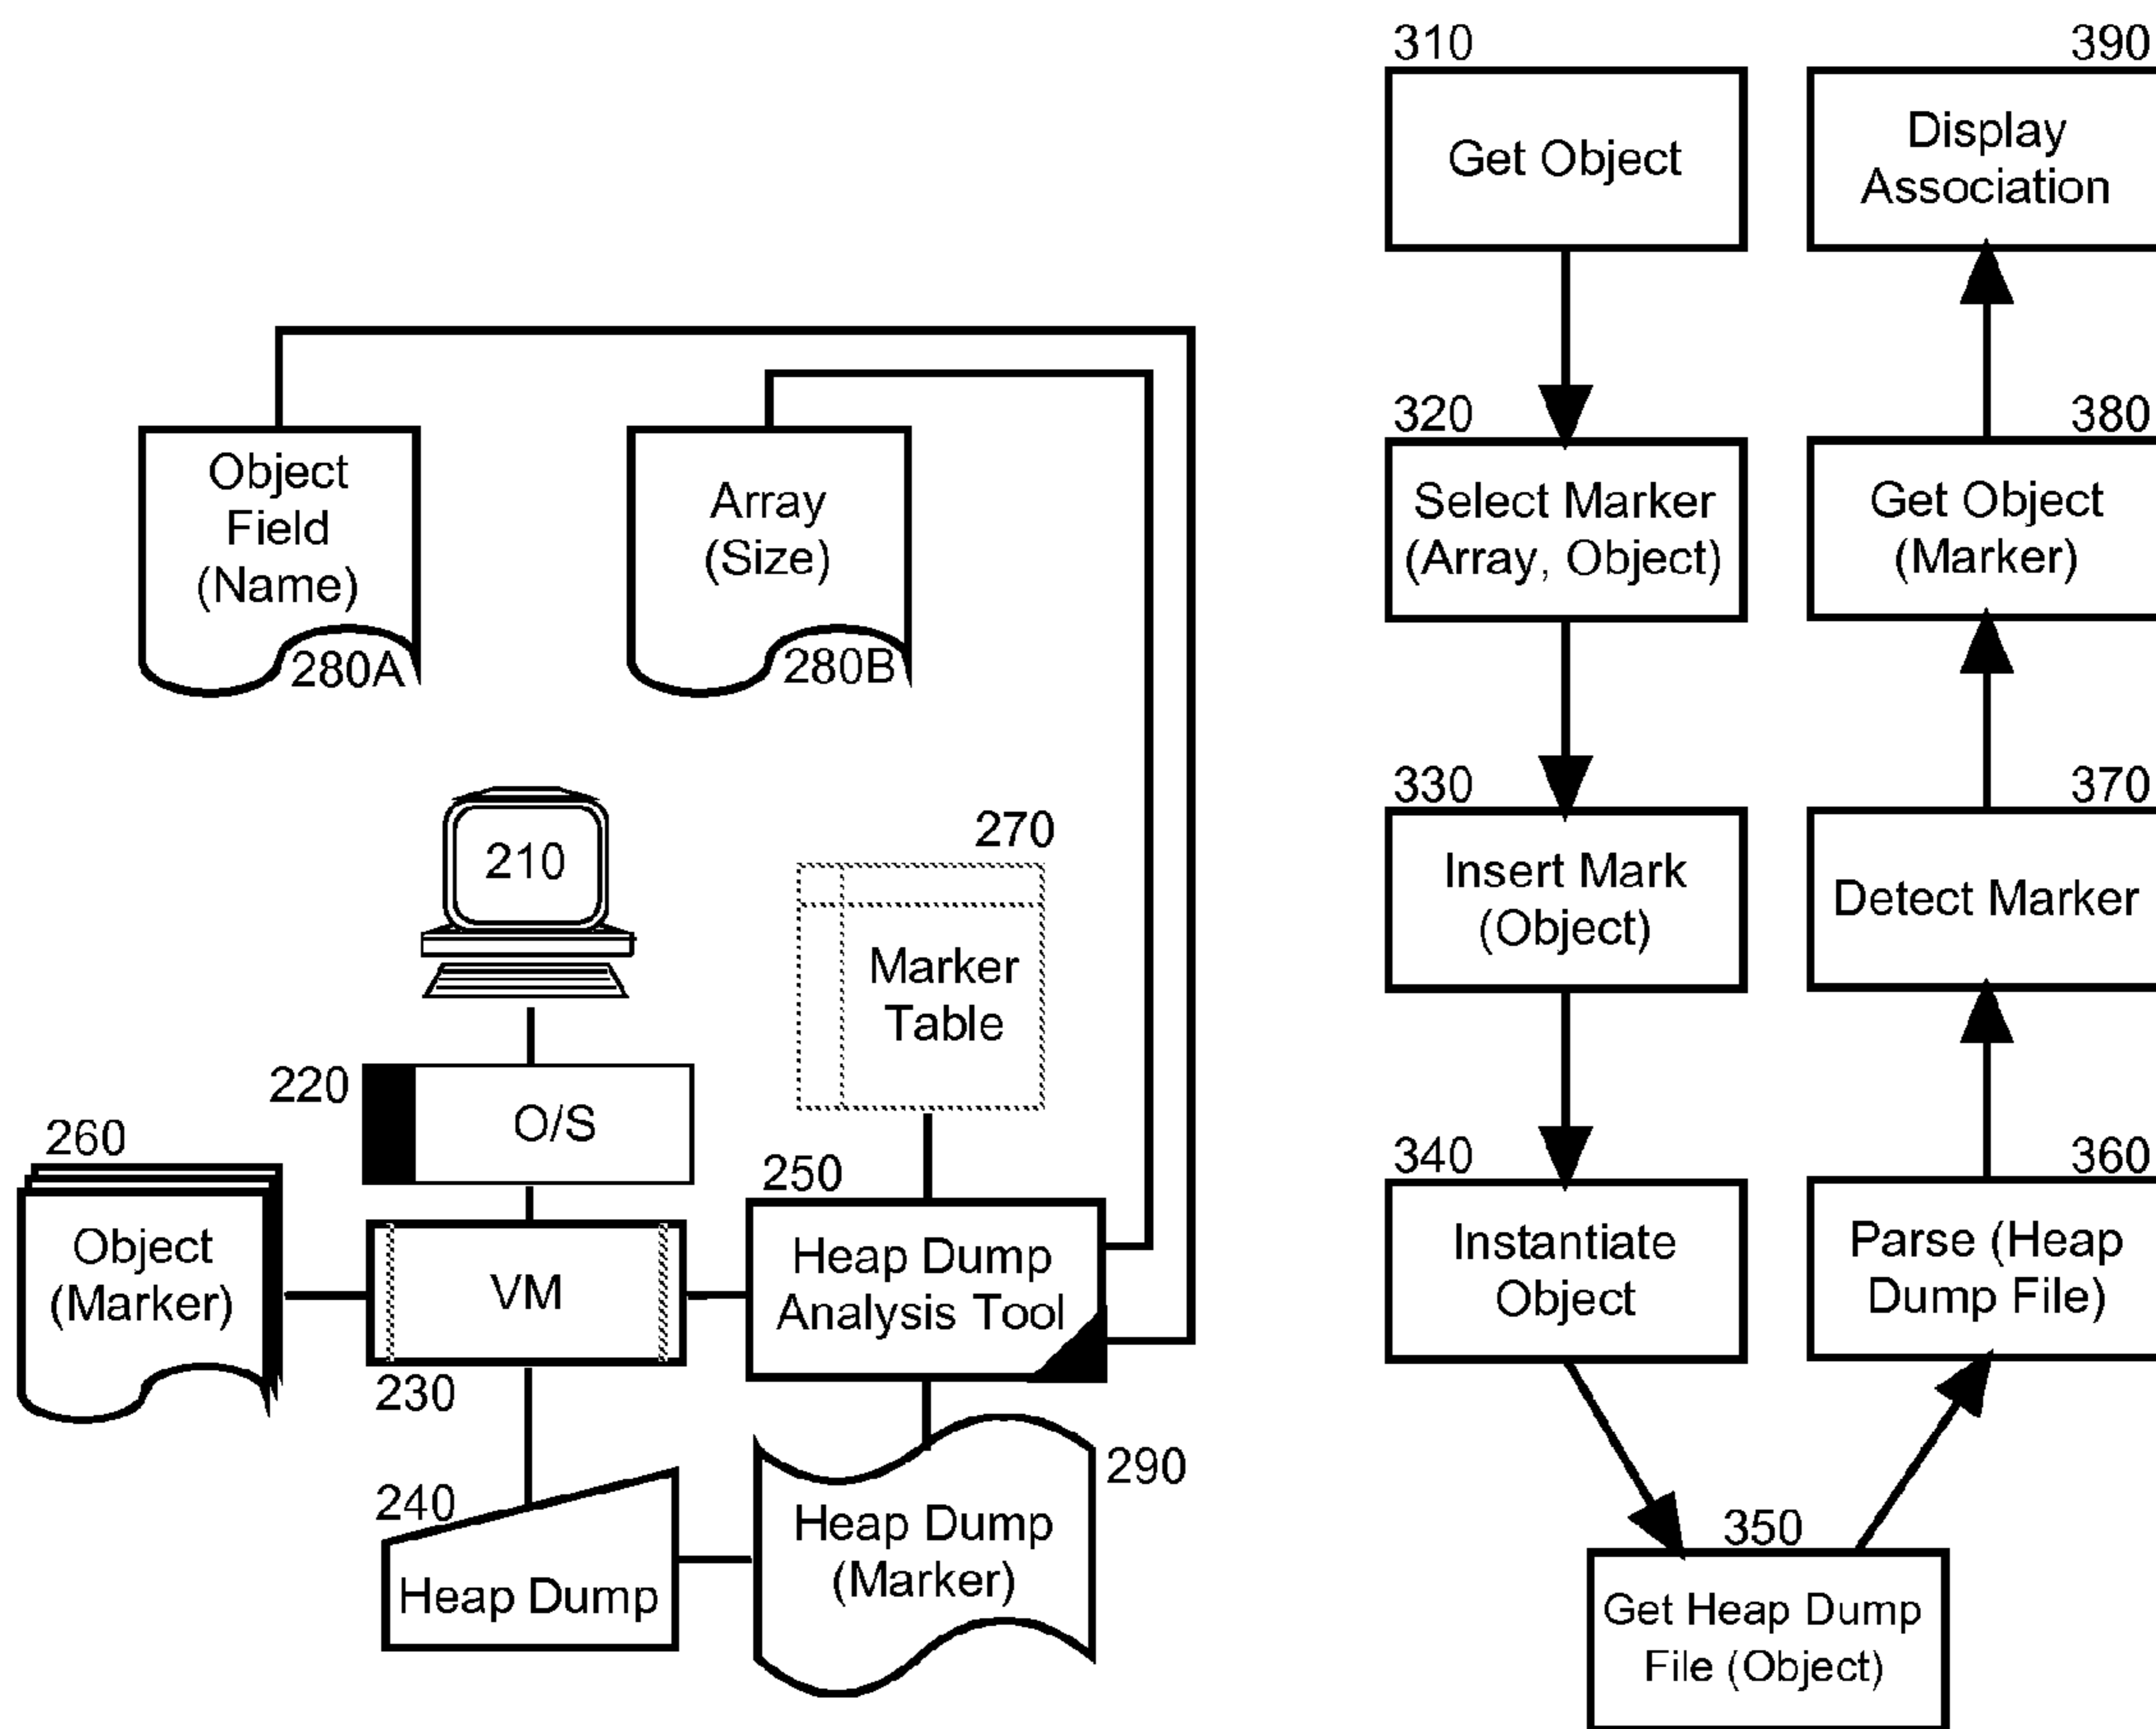 Object
Field
(Name)
280A
Array
(Size)
280B
210
270
Marker
Table
220
O/S
260
Object
(Marker)
VM
230
250
Heap Dump
Analysis Tool
240
Heap Dump
290
Heap Dump
(Marker)
310
Get Object
320
Select Marker
(Array, Object)
330
Insert Mark
(Object)
340
Instantiate
Object
350
Get Heap Dump
File (Object)
360
Parse (Heap
Dump File)
370
Detect Marker
380
Get Object
(Marker)
390
Display
Association